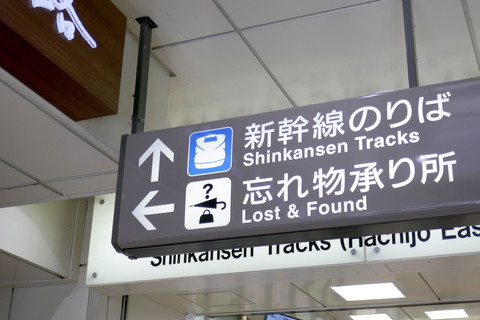 新幹線のりば
Shinkansen Tracks
?
忘れ物承り所
Lost & Found
Shinkansen Tracks (Hachijo Eas